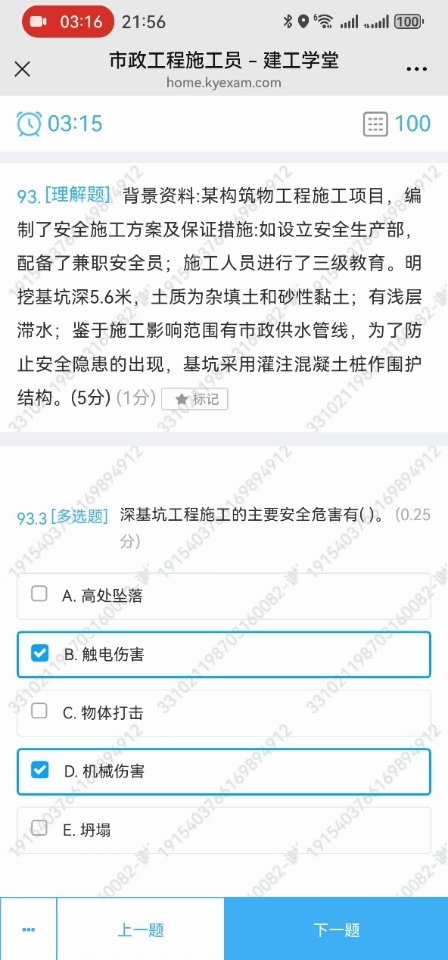 03:16 21:56 100
市政工程施工员 – 建工学堂
home.kyexam.com
03:15 100
93. [理解题] 背景资料:某构筑物工程施工项目，编
制了安全施工方案及保证措施:如设立安全生产部，
配备了兼职安全员；施工人员进行了三级教育。明
挖基坑深5.6米，土质为杂填土和砂性黏土；有浅层
滞水；鉴于施工影响范围有市政供水管线，为了防
止安全隐患的出现，基坑采用灌注混凝土桩作围护
结构。(5分) (1分) ★标记
93.3 [多选题] 深基坑工程施工的主要安全危害有( )。 (0.25
分)
A. 高处坠落
B. 触电伤害
C. 物体打击
D. 机械伤害
E. 坍塌
上一题 下一题